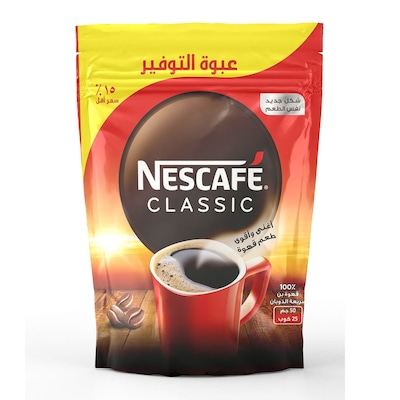 عبوة التوفير
١٥٪
سعر أقل
شكل جديد
نفس الطعم
NESCAFÉ®
CLASSIC
أغنى وأقوى
طعم قهوة
100٪
قهوة بن
سريعة الذوبان
50 جم
25 كوب